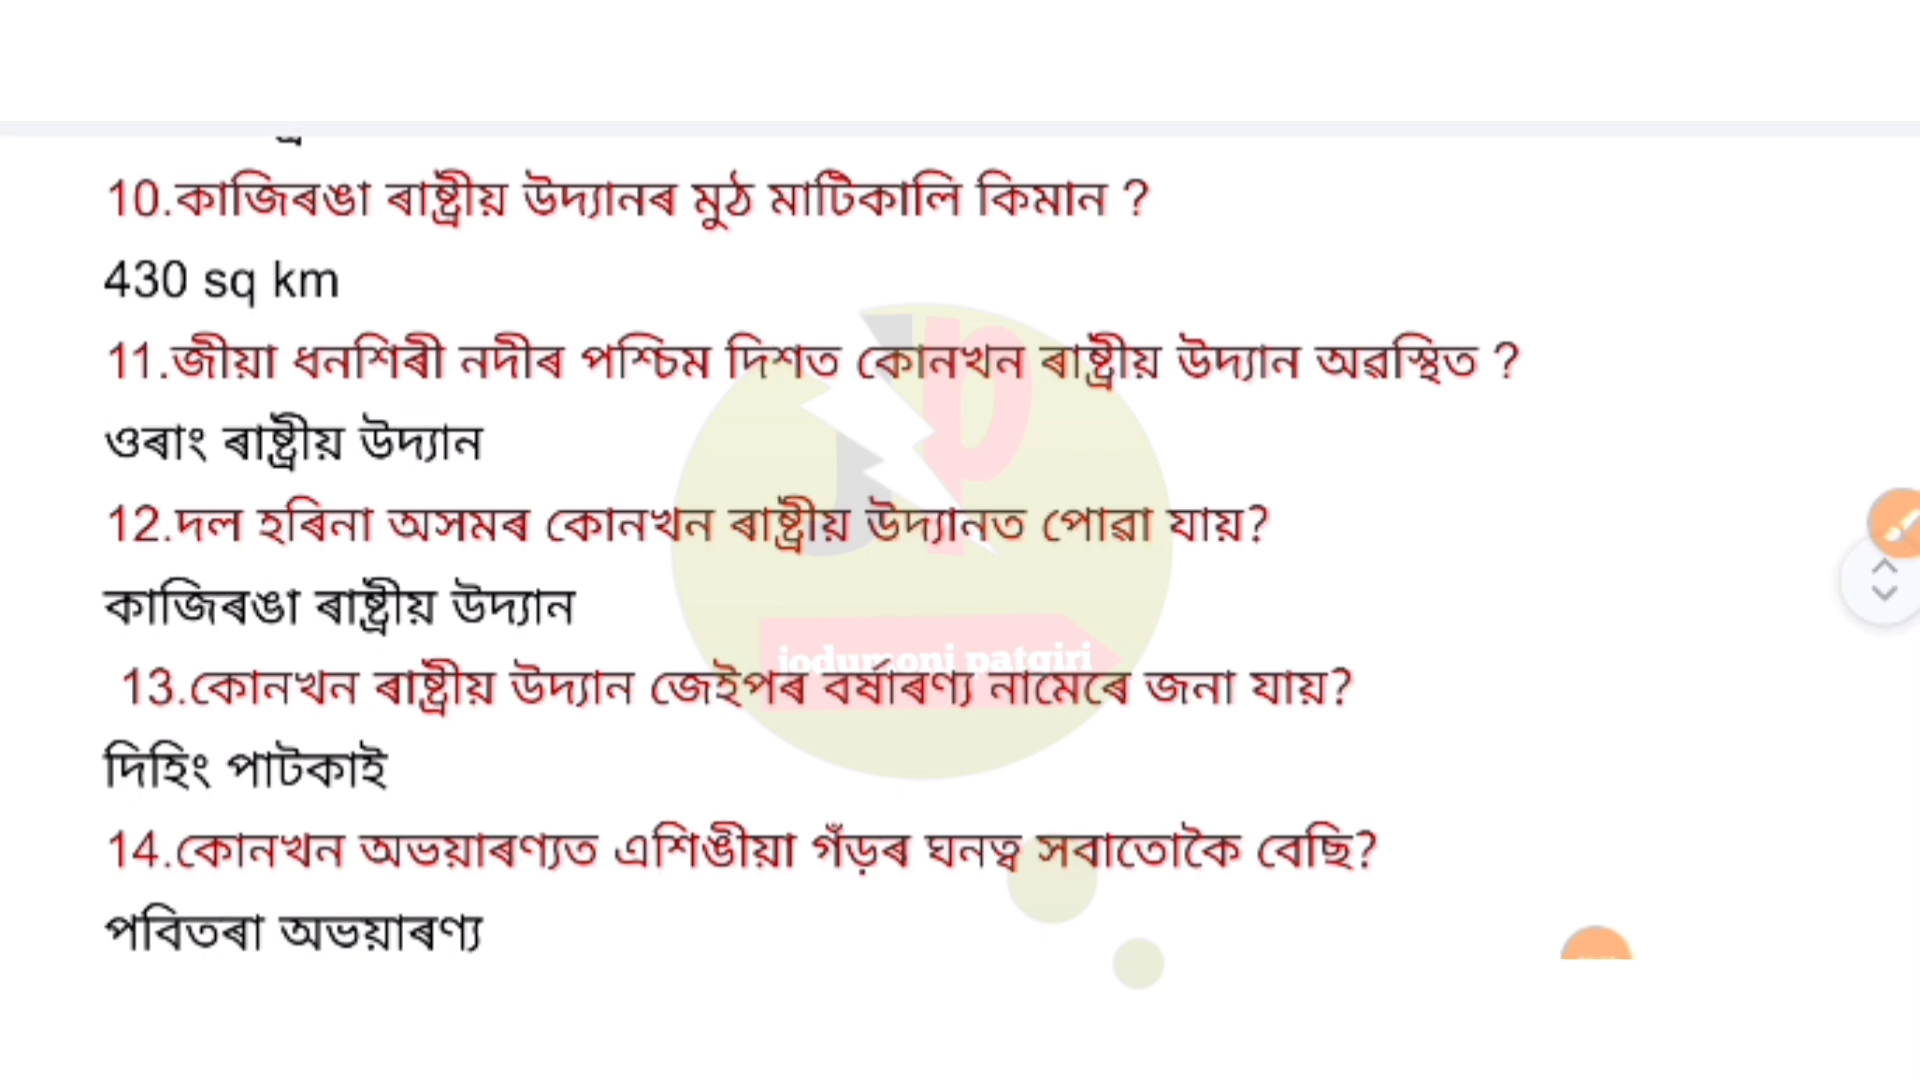 10.কাজিৰঙা ৰাষ্ট্ৰীয় উদ্যানৰ মুঠ মাটিকালি কিমান ?
430 sq km
11.জীয়া ধনশিৰী নদীৰ পশ্চিম দিশত কোনখন ৰাষ্ট্ৰীয় উদ্যান অৱস্থিত ?
ওৰাং ৰাষ্ট্ৰীয় উদ্যান
12.দল হৰিনা অসমৰ কোনখন ৰাষ্ট্ৰীয় উদ্যানত পোৱা যায়?
কাজিৰঙা ৰাষ্ট্ৰীয় উদ্যান
jodumoni patgiri
13.কোনখন ৰাষ্ট্ৰীয় উদ্যান জেইপৰ বৰ্ষাৰণ্য নামেৰে জনা যায়?
দিহিং পাটকাই
14.কোনখন অভয়াৰণ্যত এশিঙীয়া গঁড়ৰ ঘনত্ব সবাতোকৈ বেছি?
পবিতৰা অভয়াৰণ্য